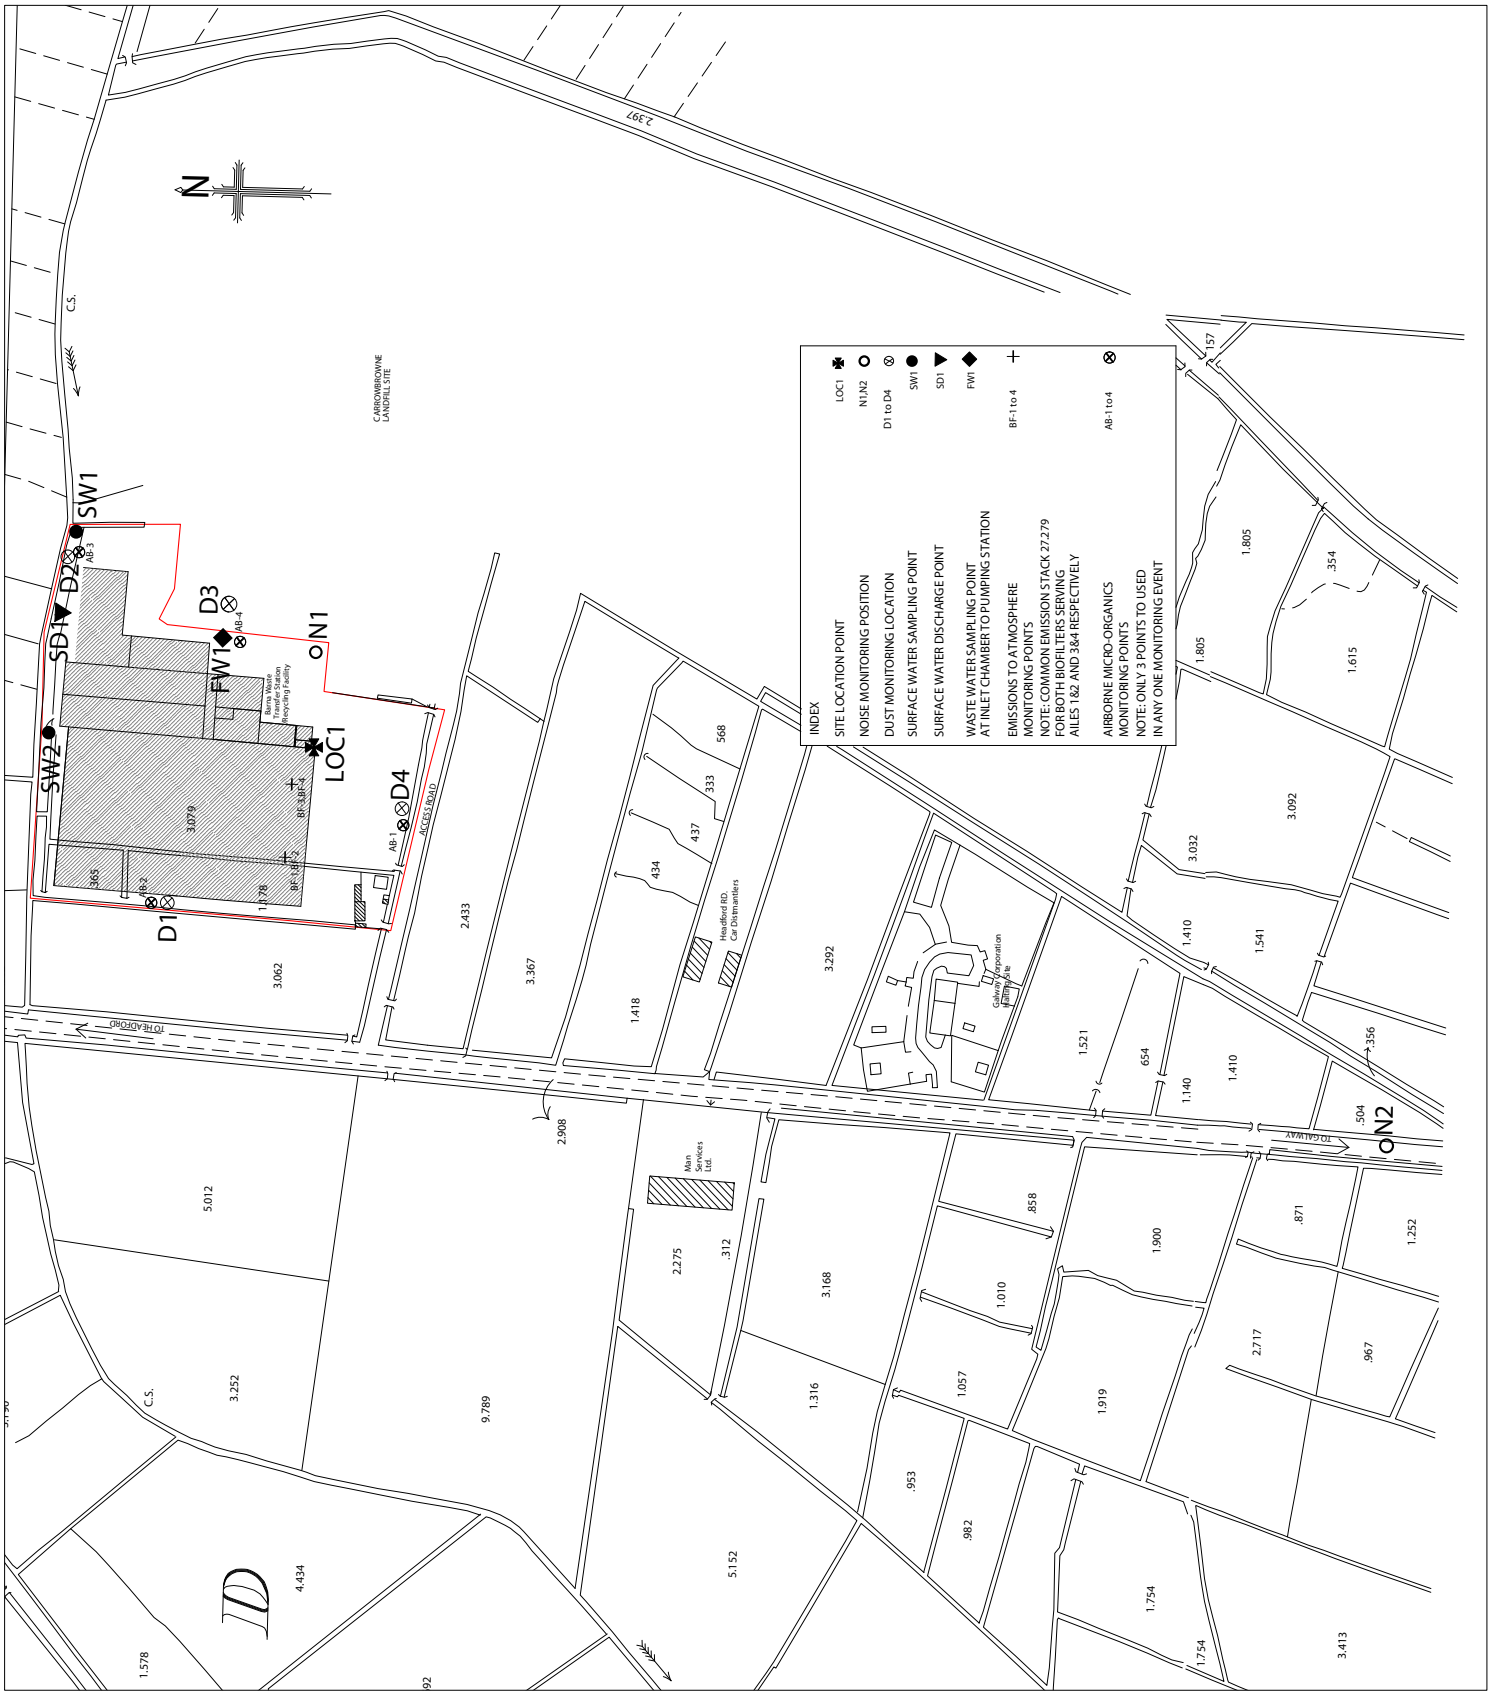 N
C.S.
2.397
CARROWBROWNE
LANDFILL SITE
SW1
D2
AB-3
SD1
D3
AB-4
FW1
N1
SW2
Barna Waste
Transfer Station
/Recycling Facility
LOC1
3.079
BF-3,BF-4
BF-1,BF-2
D4
AB-1
ACCESS ROAD
.365
AB-2
1.178
D1
3.062
TO HEADFORD
2.433
3.367
568
333
437
434
1.418
Headford RD.
Car Distmantlers
3.292
Galway Corporation
Halting Site
INDEX
SITE LOCATION POINT LOC1
NOISE MONITORING POSITION N1,N2
DUST MONITORING LOCATION D1 to D4
SURFACE WATER SAMPLING POINT SW1
SURFACE WATER DISCHARGE POINT SD1
WASTE WATER SAMPLING POINT FW1
AT INLET CHAMBER TO PUMPING STATION
EMISSIONS TO ATMOSPHERE BF-1 to 4
MONITORING POINTS
NOTE: COMMON EMISSION STACK 27.279
FOR BOTH BIOFILTERS SERVING
AILES 1&2 AND 3&4 RESPECTIVELY
AIRBORNE MICRO-ORGANICS AB-1 to 4
MONITORING POINTS
NOTE: ONLY 3 POINTS TO USED
IN ANY ONE MONITORING EVENT
157
1.805
.354
1.805
1.615
3.092
3.032
1.410
1.541
1.521
654
1.140
1.410
.356
.504
N2
TO GALWAY
2.908
5.012
Man
Services
Ltd.
2.275
.312
3.168
.858
1.010
1.900
.871
1.252
3.252
C.S.
9.789
1.316
1.057
1.919
2.717
.967
.953
.982
5.152
1.754
1.754
3.413
D
4.434
1.578